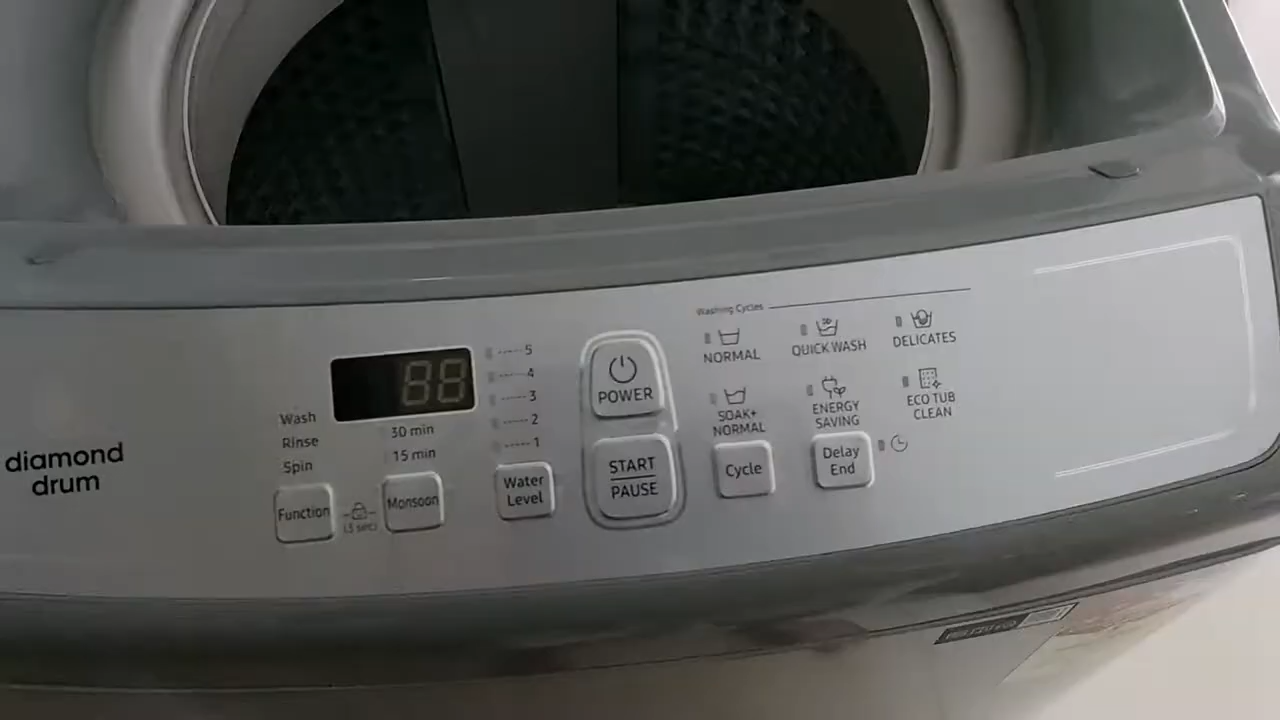 diamond
drum
88
Wash
Rinse
Spin
30 min
15 min
Function
(3 sec)
Monsoon
5
4
3
2
1
Water
Level
POWER
START
PAUSE
Washing Cycles
NORMAL
QUICK WASH
DELICATES
SOAK+
NORMAL
ENERGY
SAVING
ECO TUB
CLEAN
Cycle
Delay
End